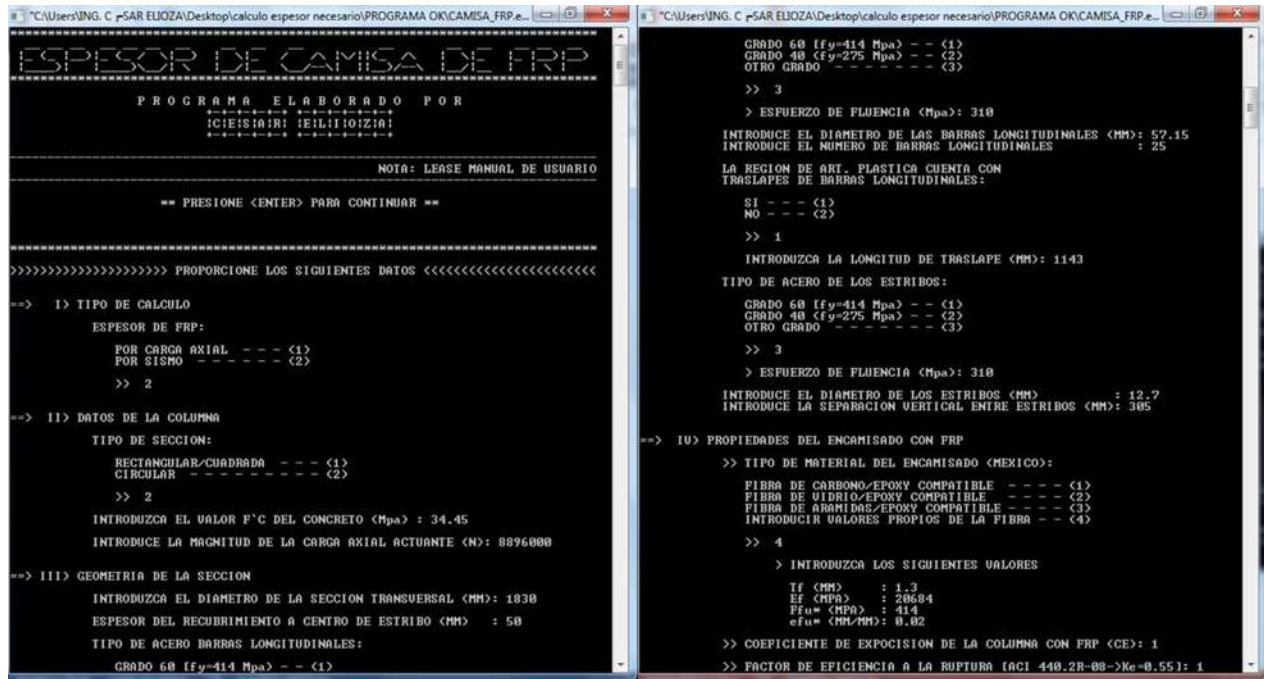 "C:\Users\ING. C ┌SAR ELIOZA\Desktop\calculo espesor necesario\PROGRAMA OK\CAMISA_FRP.e...
ESPESOR DE CAMISA DE FRP
P R O G R A M A   E L A B O R A D O   P O R
|C|E|S|A|R| |E|L|I|O|Z|A|
NOTA: LEASE MANUAL DE USUARIO
** PRESIONE <ENTER> PARA CONTINUAR **
>>>>>>>>>>>>>>>>>>>>> PROPORCIONE LOS SIGUIENTES DATOS <<<<<<<<<<<<<<<<<<<<<<<<
==> I) TIPO DE CALCULO
ESPESOR DE FRP:
POR CARGA AXIAL - - - (1)
POR SISMO - - - - - - (2)
>> 2
==> II) DATOS DE LA COLUMNA
TIPO DE SECCION:
RECTANGULAR/CUADRADA - - - (1)
CIRCULAR - - - - - - - - - (2)
>> 2
INTRODUZCA EL VALOR F`C DEL CONCRETO (Mpa) : 34.45
INTRODUCE LA MAGNITUD DE LA CARGA AXIAL ACTUANTE (N): 8896000
==> III) GEOMETRIA DE LA SECCION
INTRODUZCA EL DIAMETRO DE LA SECCION TRANSVERSAL (MM): 1830
ESPESOR DEL RECUBRIMIENTO A CENTRO DE ESTRIBO (MM) : 50
TIPO DE ACERO BARRAS LONGITUDINALES:
GRADO 60 [fy=414 Mpa) - - (1)
"C:\Users\ING. C ┌SAR ELIOZA\Desktop\calculo espesor necesario\PROGRAMA OK\CAMISA_FRP.e...
GRADO 60 [fy=414 Mpa) - - (1)
GRADO 40 (fy=275 Mpa) - - (2)
OTRO GRADO - - - - - - - - (3)
>> 3
> ESFUERZO DE FLUENCIA (Mpa): 310
INTRODUCE EL DIAMETRO DE LAS BARRAS LONGITUDINALES (MM): 57.15
INTRODUCE EL NUMERO DE BARRAS LONGITUDINALES : 25
LA REGION DE ART. PLASTICA CUENTA CON
TRASLAPES DE BARRAS LONGITUDINALES:
SI - - - (1)
NO - - - (2)
>> 1
INTRODUZCA LA LONGITUD DE TRASLAPE (MM): 1143
TIPO DE ACERO DE LOS ESTRIBOS:
GRADO 60 [fy=414 Mpa) - - (1)
GRADO 40 (fy=275 Mpa) - - (2)
OTRO GRADO - - - - - - - - (3)
>> 3
> ESFUERZO DE FLUENCIA (Mpa): 310
INTRODUCE EL DIAMETRO DE LOS ESTRIBOS (MM) : 12.7
INTRODUCE LA SEPARACION VERTICAL ENTRE ESTRIBOS (MM): 305
==> IV) PROPIEDADES DEL ENCAMISADO CON FRP
>> TIPO DE MATERIAL DEL ENCAMISADO (MEXICO):
FIBRA DE CARBONO/EPOXY COMPATIBLE - - - - (1)
FIBRA DE VIDRIO/EPOXY COMPATIBLE - - - - (2)
FIBRA DE ARAMIDAS/EPOXY COMPATIBLE - - - - (3)
INTRODUCIR VALORES PROPIOS DE LA FIBRA - - (4)
>> 4
> INTRODUZCA LOS SIGUIENTES VALORES
Tf (MM) : 1.3
Ef (MPA) : 20684
Ffu* (MPA) : 414
efu* (MM/MM): 0.02
>> COEFICIENTE DE EXPOCISION DE LA COLUMNA CON FRP (CE): 1
>> FACTOR DE EFICIENCIA A LA RUPTURA [ACI 440.2R-08->Ke=0.55]: 1